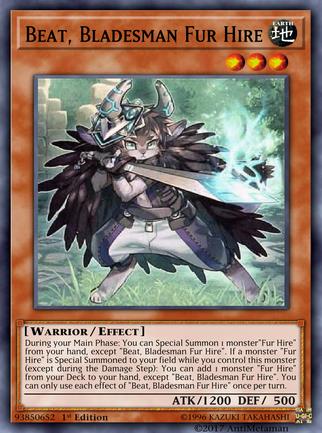 Beat, Bladesman Fur Hire
EARTH
地
[Warrior / Effect]
During your Main Phase: You can Special Summon 1 monster"Fur Hire"
from your hand, except "Beat, Bladesman Fur Hire". If a monster "Fur
Hire" is Special Summoned to your field while you control this monster
(except during the Damage Step): You can add 1 monster "Fur Hire"
from your Deck to your hand, except "Beat, Bladesman Fur Hire". You
can only use each effect of "Beat, Bladesman Fur Hire" once per turn.
ATK/1200 DEF/ 500
93850652 1st Edition ©1996 KAZUKI TAKAHASHI
©2017 AntiMetaman